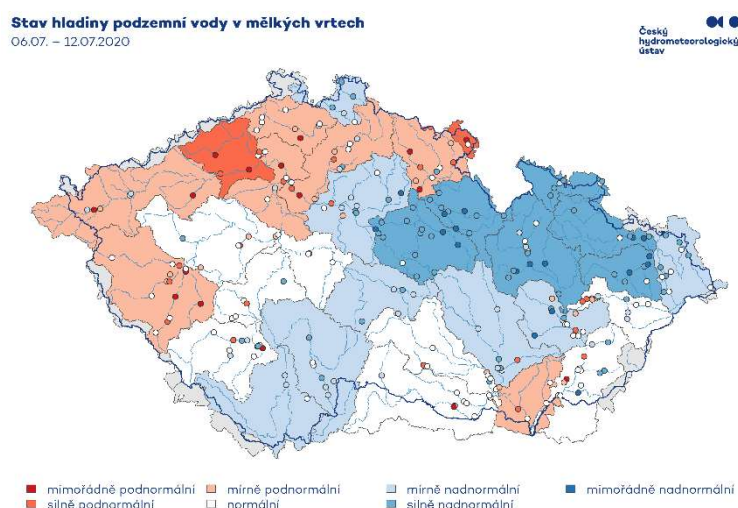 Stav hladiny podzemní vody v mělkých vrtech
06.07. – 12.07.2020
Český
hydrometeorologický
ústav
mimořádně podnormální
mírně podnormální
mírně nadnormální
mimořádně nadnormální
silně podnormální
normální
silně nadnormální